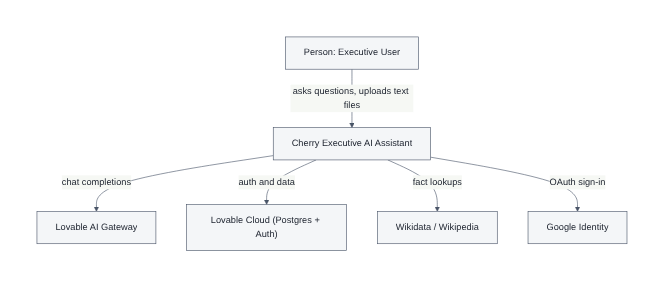 Person: Executive User
asks questions, uploads text
files
Cherry Executive AI Assistant
chat completions
auth and data
fact lookups
OAuth sign-in
Lovable AI Gateway
Lovable Cloud (Postgres +
Auth)
Wikidata / Wikipedia
Google Identity